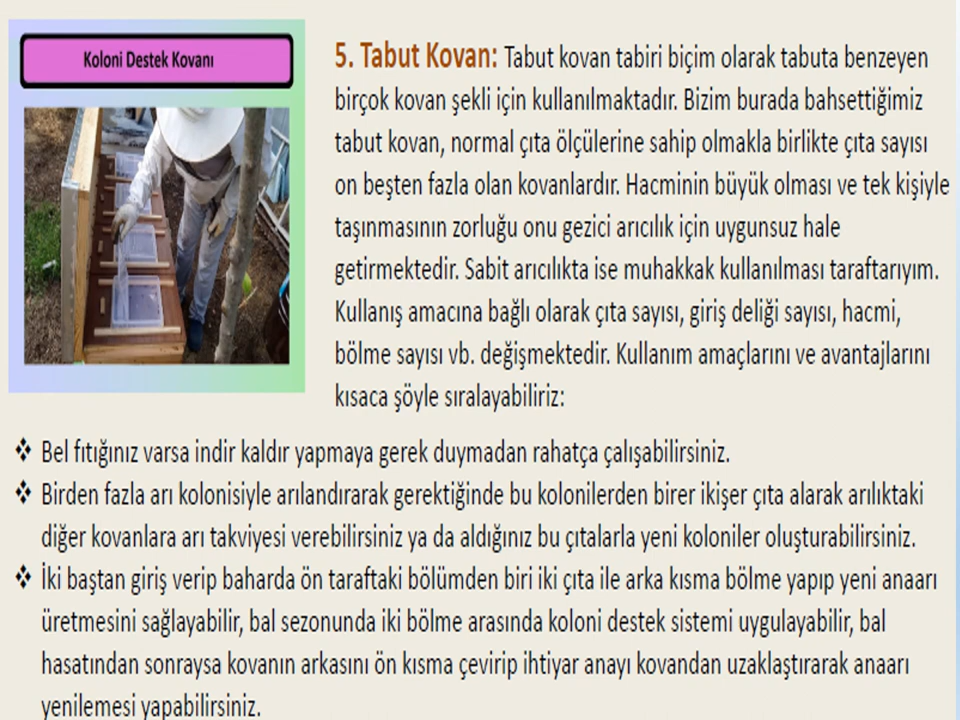 Koloni Destek Kovanı
5. Tabut Kovan: Tabut kovan tabiri biçim olarak tabuta benzeyen
birçok kovan şekli için kullanılmaktadır. Bizim burada bahsettiğimiz
tabut kovan, normal çıta ölçülerine sahip olmakla birlikte çıta sayısı
on beşten fazla olan kovanlardır. Hacminin büyük olması ve tek kişiyle
taşınmasının zorluğu onu gezici arıcılık için uygunsuz hale
getirmektedir. Sabit arıcılıkta ise muhakkak kullanılması taraftarıyım.
Kullanış amacına bağlı olarak çıta sayısı, giriş deliği sayısı, hacmi,
bölme sayısı vb. değişmektedir. Kullanım amaçlarını ve avantajlarını
kısaca şöyle sıralayabiliriz:
❖ Bel fıtığınız varsa indir kaldır yapmaya gerek duymadan rahatça çalışabilirsiniz.
❖ Birden fazla arı kolonisiyle arılandırarak gerektiğinde bu kolonilerden birer ikişer çıta alarak arılıktaki
diğer kovanlara arı takviyesi verebilirsiniz ya da aldığınız bu çıtalarla yeni koloniler oluşturabilirsiniz.
❖ İki baştan giriş verip baharda ön taraftaki bölümden biri iki çıta ile arka kısma bölme yapıp yeni anaarı
üretmesini sağlayabilir, bal sezonunda iki bölme arasında koloni destek sistemi uygulayabilir, bal
hasatından sonraysa kovanın arkasını ön kısma çevirip ihtiyar anayı kovandan uzaklaştırarak anaarı
yenilemesi yapabilirsiniz.